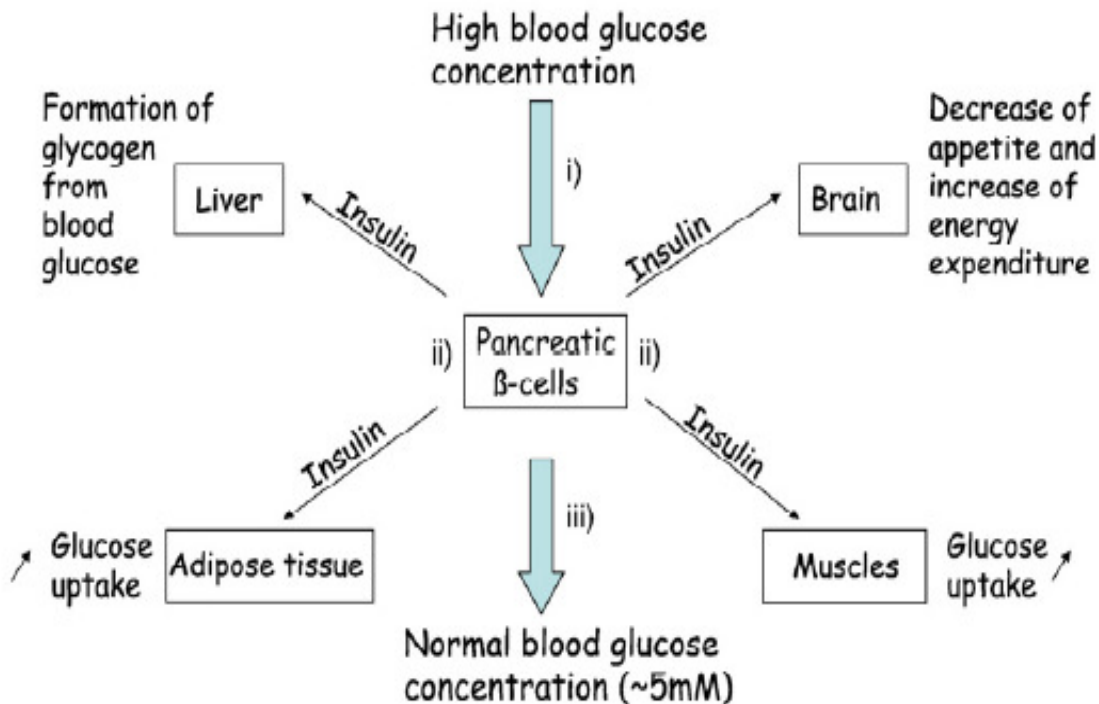 High blood glucose
concentration
Formation of
glycogen
from
blood
glucose
Liver
Insulin
i)
Insulin
Brain
Decrease of
appetite and
increase of
energy
expenditure
ii)
Pancreatic
ß-cells
ii)
Insulin
Insulin
Glucose
uptake
Adipose tissue
iii)
Muscles
Glucose
uptake
Normal blood glucose
concentration (~5mM)